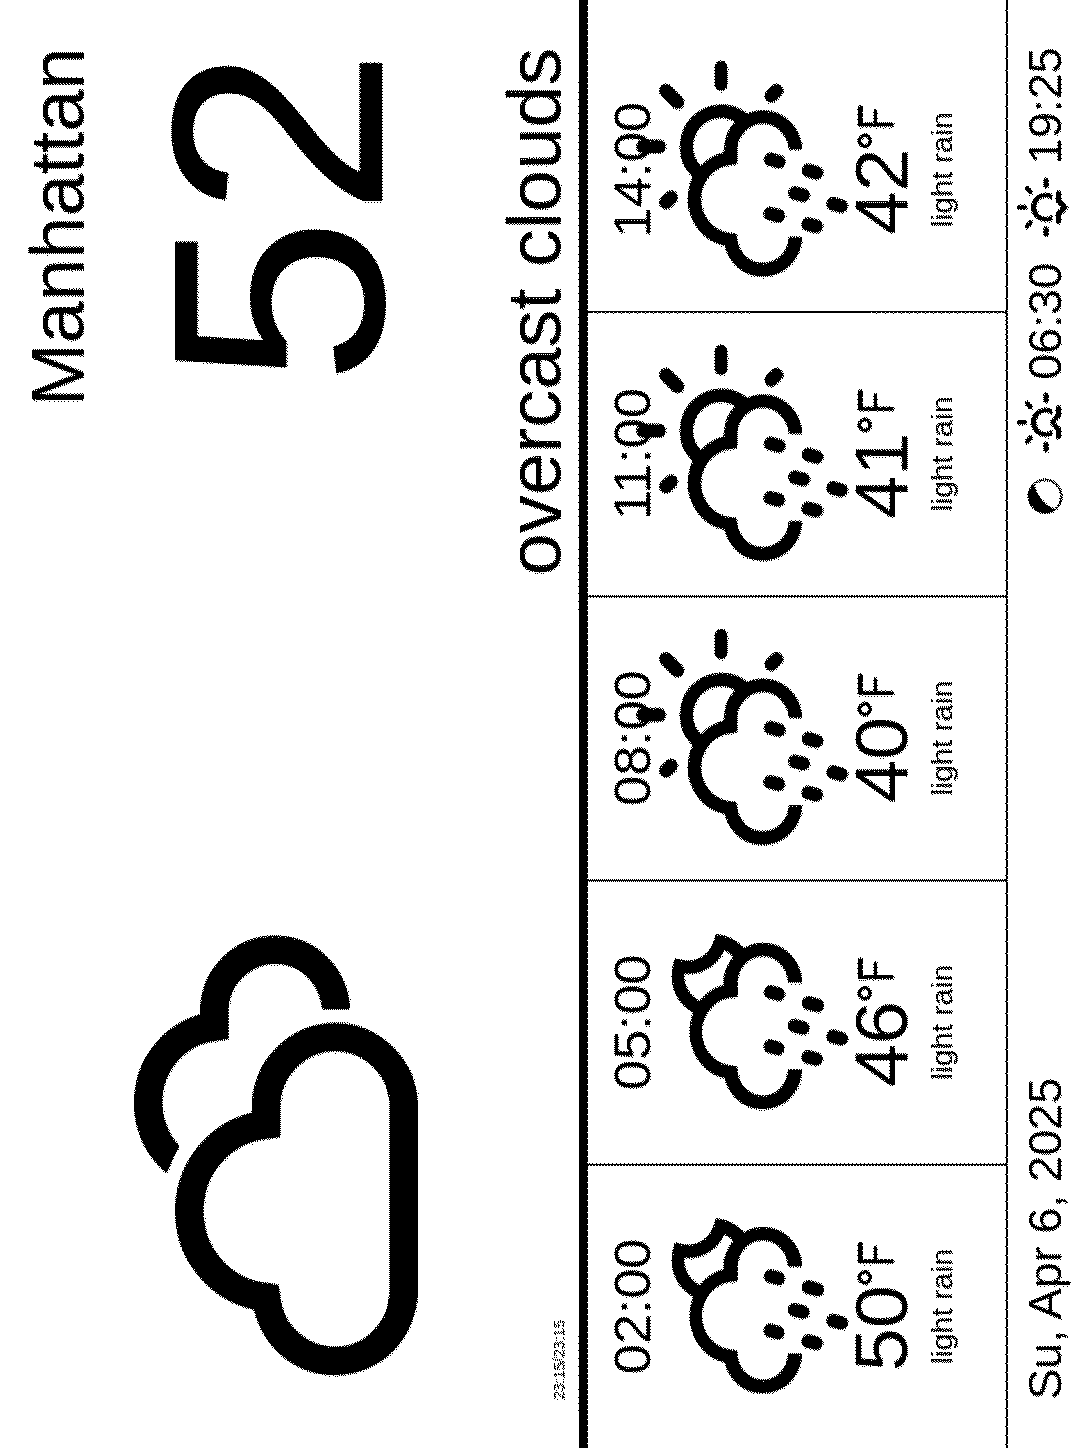 Manhattan
52
overcast clouds
23:15/23:15
02:00 05:00 08:00 11:00 14:00
50°F 46°F 40°F 41°F 42°F
light rain light rain light rain light rain light rain
Su, Apr 6, 2025 06:30 19:25